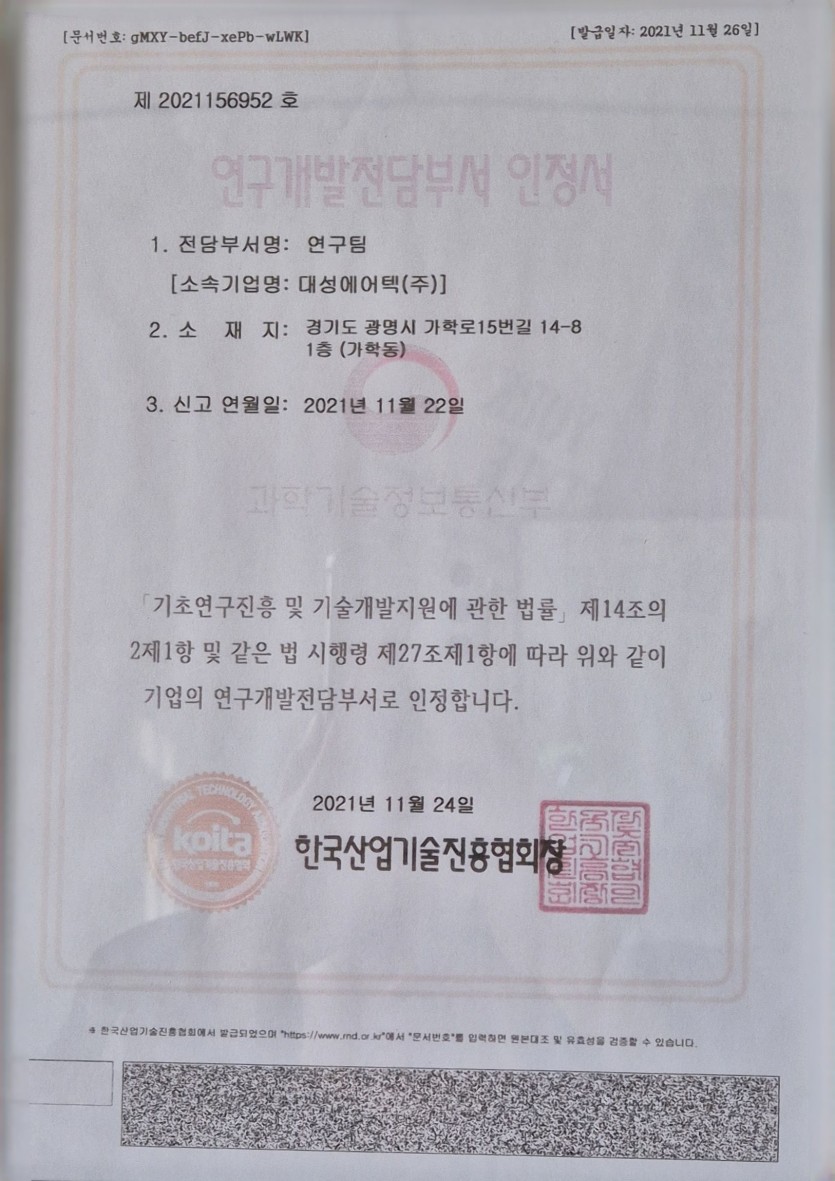 [문서번호: gMXY-befJ-xePb-wLWK]
[발급일자: 2021년 11월 26일]
제 2021156952 호
연구개발전담부서 인정서
1. 전담부서명: 연구팀
[소속기업명: 대성에어텍(주)]
2. 소 재 지: 경기도 광명시 가학로15번길 14-8
1층 (가학동)
3. 신고 연월일: 2021년 11월 22일
과학기술정보통신부
「기초연구진흥 및 기술개발지원에 관한 법률」 제14조의
2제1항 및 같은 법 시행령 제27조제1항에 따라 위와 같이
기업의 연구개발전담부서로 인정합니다.
2021년 11월 24일
koita
한국산업기술진흥협회장
※ 한국산업기술진흥협회에서 발급되었으며 "https://www.rnd.or.kr"에서 "문서번호"를 입력하면 원본대조 및 유효성을 검증할 수 있습니다.